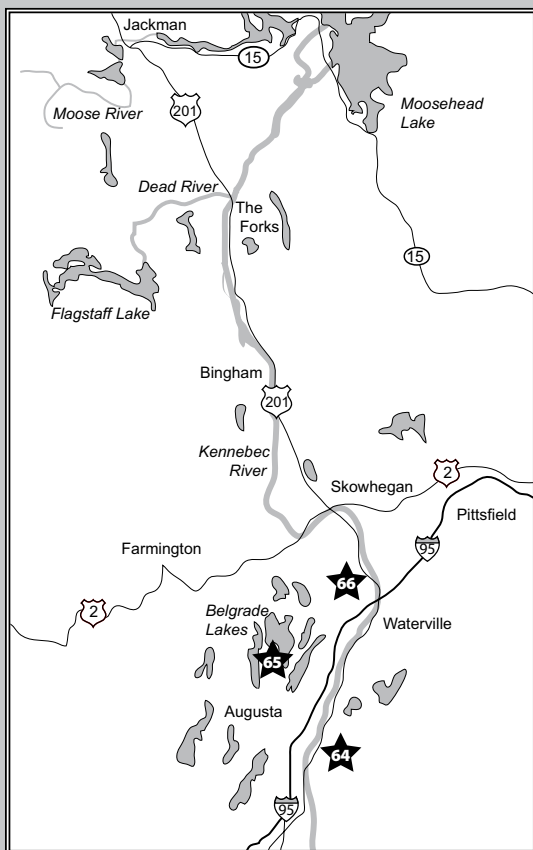 Jackman
15
Moose River
201
Moosehead
Lake
Dead River
The
Forks
15
Flagstaff Lake
Bingham
201
Kennebec
River
2
Skowhegan
Pittsfield
Farmington
95
66
2
Belgrade
Lakes
Waterville
65
Augusta
64
95